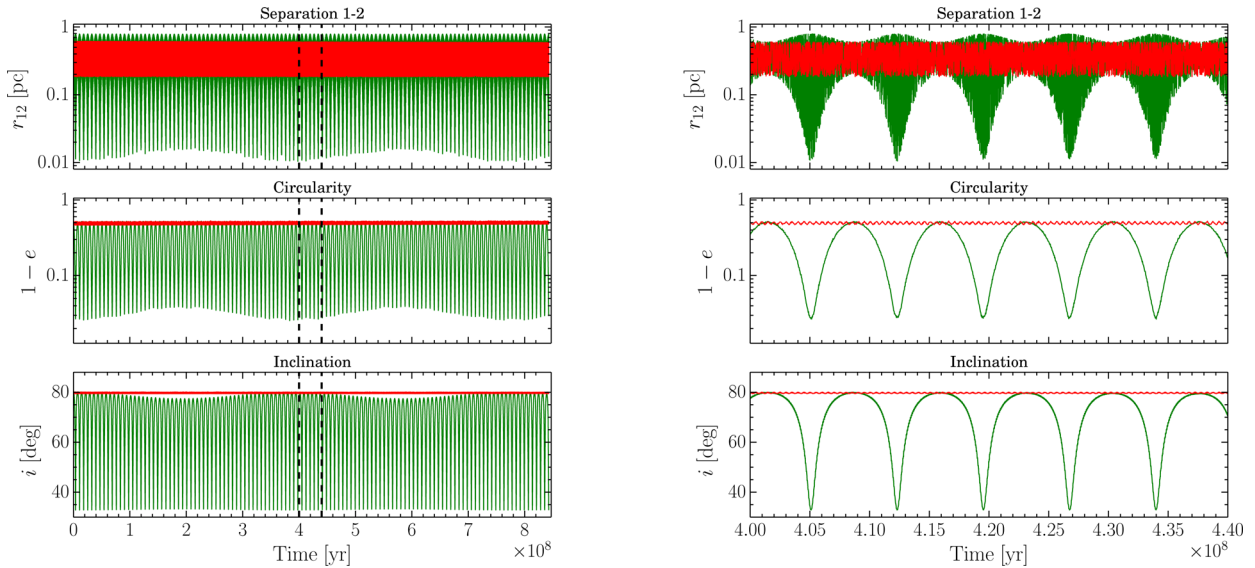 Separation 1-2
1
0.1
0.01
r12 [pc]
Circularity
1
0.1
1 − e
Inclination
80
60
40
i [deg]
0 1 2 3 4 5 6 7 8
Time [yr]
×10^8
Separation 1-2
1
0.1
0.01
r12 [pc]
Circularity
1
0.1
1 − e
Inclination
80
60
40
i [deg]
4.00 4.05 4.10 4.15 4.20 4.25 4.30 4.35 4.40
Time [yr]
×10^8